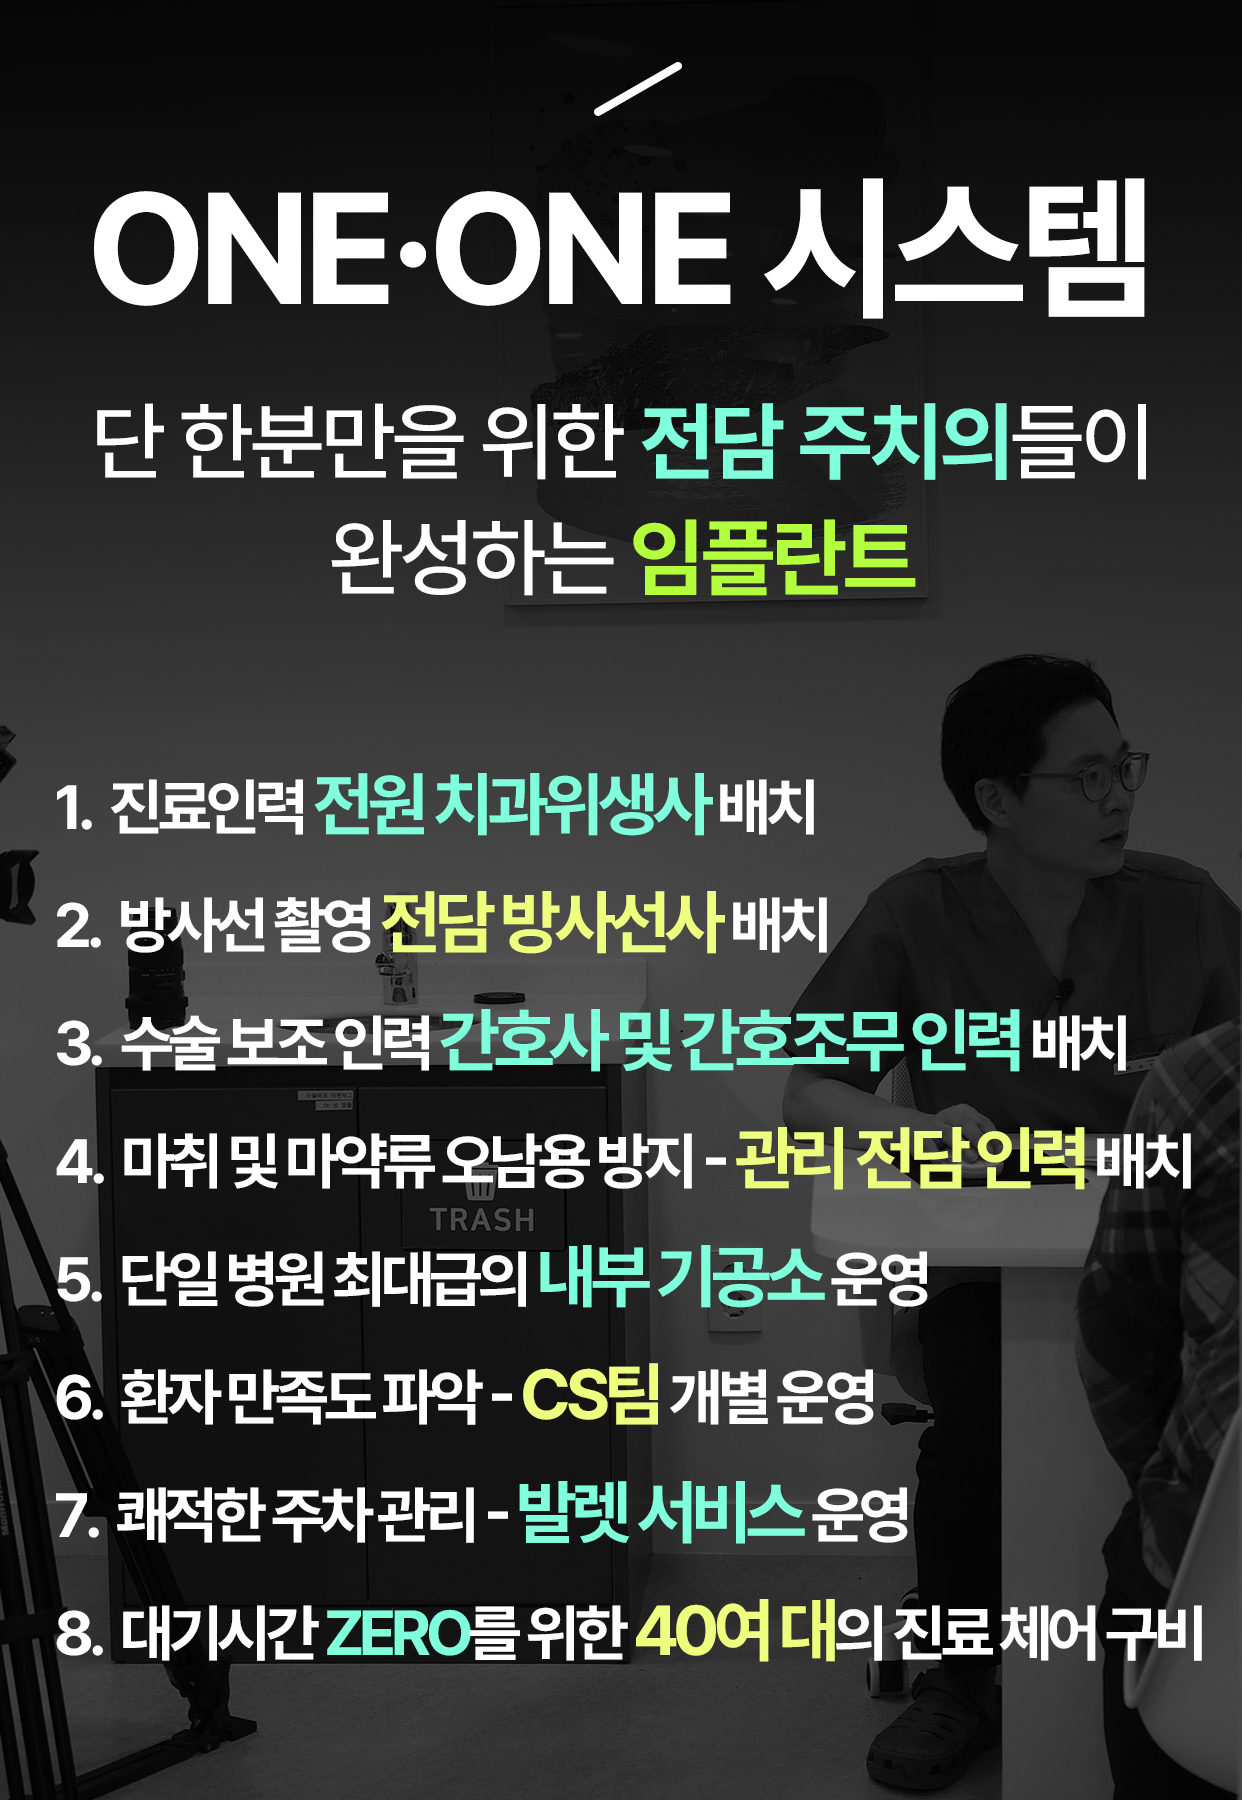 ONE·ONE 시스템
단 한분만을 위한 전담 주치의들이
완성하는 임플란트
1. 진료인력 전원 치과위생사 배치
2. 방사선 촬영 전담 방사선사 배치
3. 수술 보조 인력 간호사 및 간호조무 인력 배치
4. 마취 및 마약류 오남용 방지 - 관리 전담 인력 배치
TRASH
5. 단일 병원 최대급의 내부 기공소 운영
6. 환자 만족도 파악 - CS팀 개별 운영
7. 쾌적한 주차 관리 - 발렛 서비스 운영
8. 대기시간 ZERO를 위한 40여 대의 진료 체어 구비